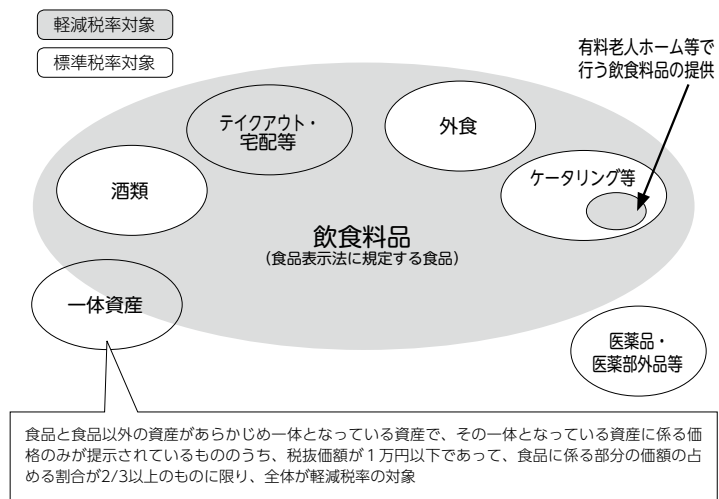 軽減税率対象
標準税率対象
有料老人ホーム等で
行う飲食料品の提供
テイクアウト・
宅配等
外食
酒類
ケータリング等
飲食料品
(食品表示法に規定する食品)
一体資産
医薬品・
医薬部外品等
食品と食品以外の資産があらかじめ一体となっている資産で、その一体となっている資産に係る価
格のみが提示されているもののうち、税抜価額が1万円以下であって、食品に係る部分の価額の占
める割合が2/3以上のものに限り、全体が軽減税率の対象